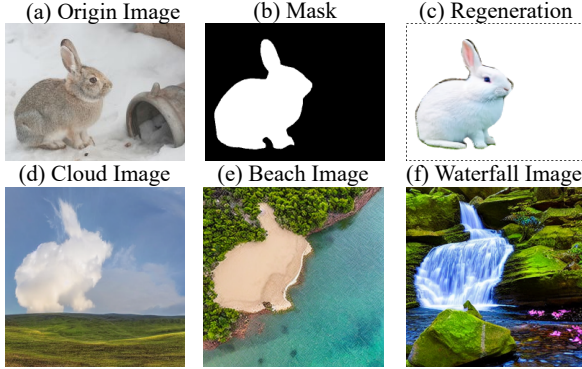 (a) Origin Image
(b) Mask
(c) Regeneration
(d) Cloud Image
(e) Beach Image
(f) Waterfall Image